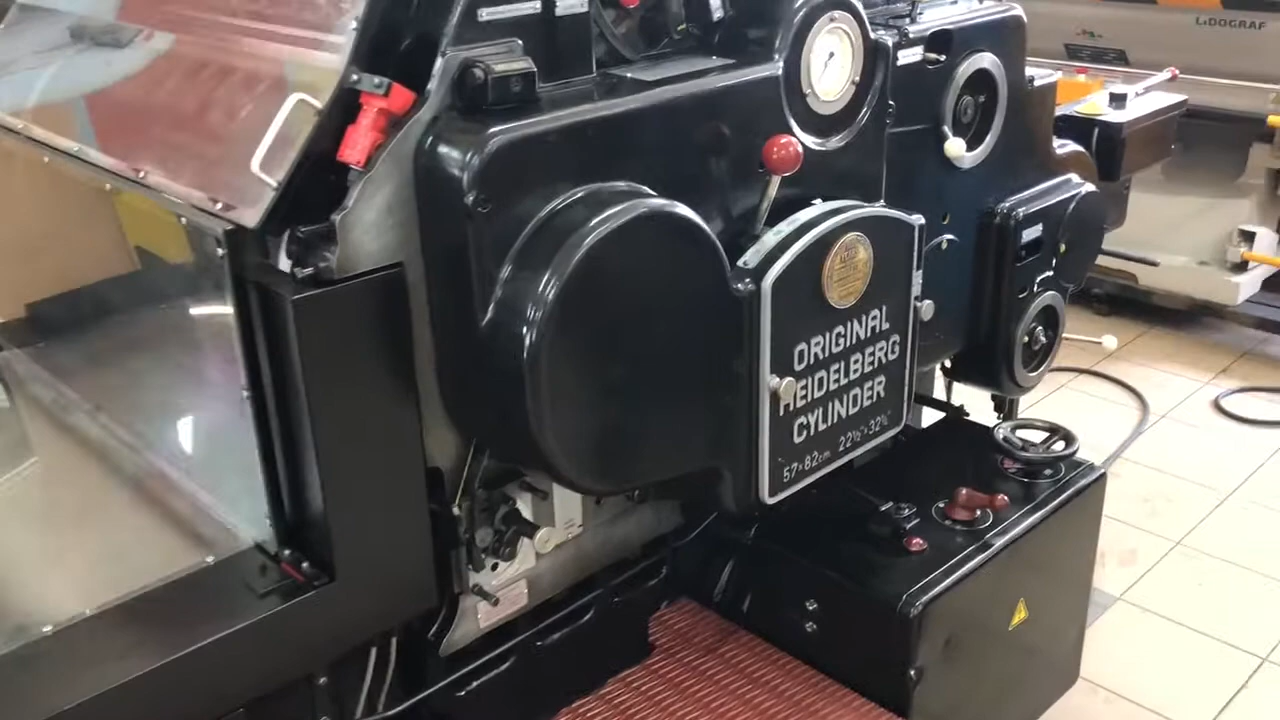 LiDOGRAF
ORIGINAL
HEIDELBERG
CYLINDER
57×82cm 22½"×32¼"